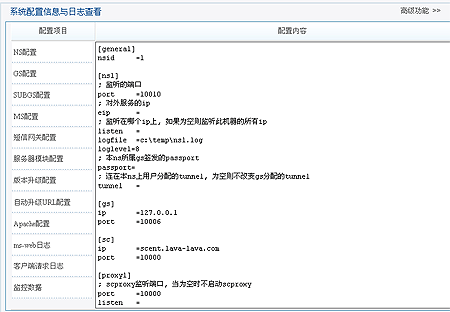 系统配置信息与日志查看
高级功能 >>
配置项目
配置内容
NS配置
GS配置
SUBGS配置
MS配置
短信网关配置
服务器模块配置
版本升级配置
自动升级URL配置
Apache配置
ms-web日志
客户端请求日志
监控数据
[general]
nsid =1
[ns1]
; 监听的端口
port =10010
; 对外服务的ip
eip =
; 监听在哪个ip上, 如果为空则监听此机器的所有ip
listen =
logfile =c:\temp\ns1.log
loglevel=8
; 本ns所属gs签发的passport
passport=
; 连在本ns上用户分配的tunnel, 为空则不改变gs分配的tunnel
tunnel =
[gs]
ip =127.0.0.1
port =10006
[sc]
ip =scent.lava-lava.com
port =10000
[proxy1]
; scproxy监听端口, 当为空时不启动scproxy
port =10000
listen =